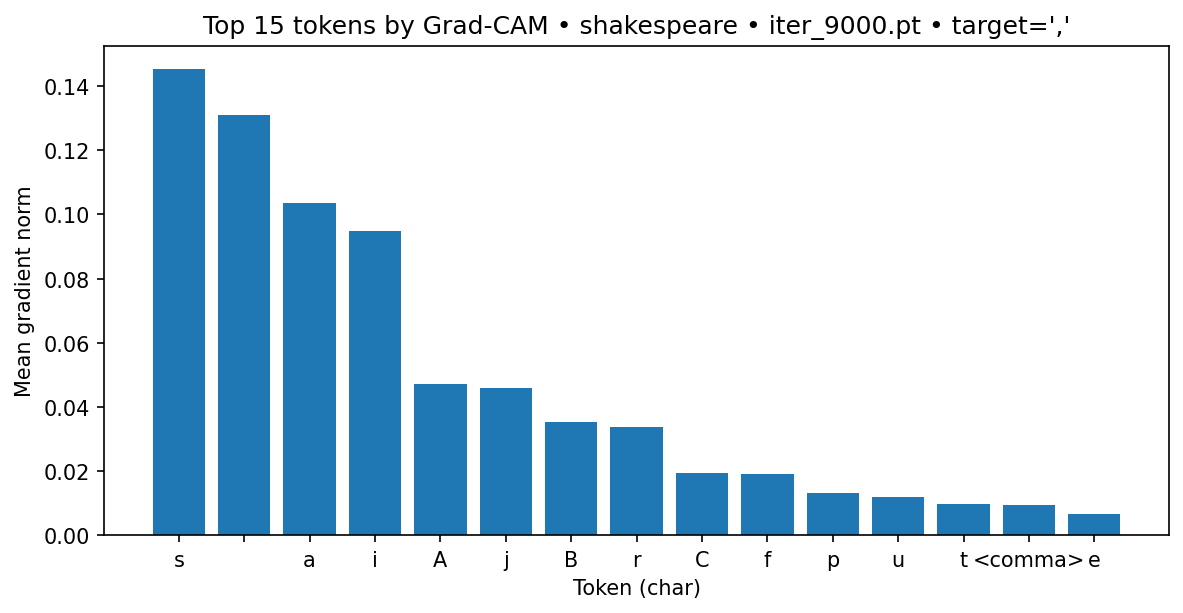 Top 15 tokens by Grad-CAM • shakespeare • iter_9000.pt • target=','
Mean gradient norm
0.14
0.12
0.10
0.08
0.06
0.04
0.02
0.00
s a i A j B r C f p u t <comma> e
Token (char)